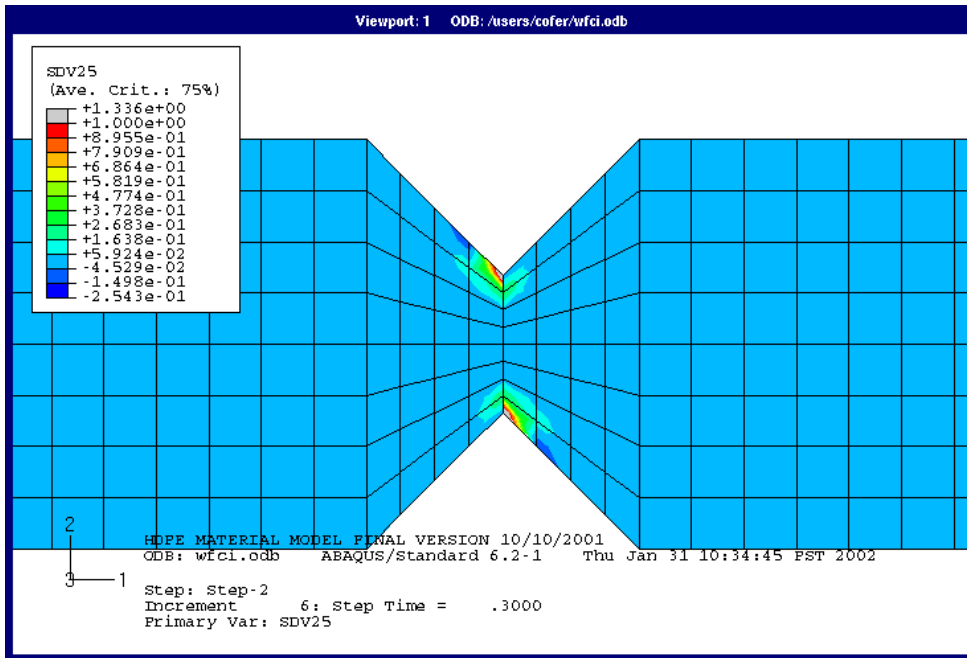 Viewport: 1 ODB: /users/cofer/wfci.odb
SDV25
(Ave. Crit.: 75%)
+1.336e+00
+1.000e+00
+8.955e-01
+7.909e-01
+6.864e-01
+5.819e-01
+4.774e-01
+3.728e-01
+2.683e-01
+1.638e-01
+5.924e-02
-4.529e-02
-1.498e-01
-2.543e-01
2
3 1
HDPE MATERIAL MODEL FINAL VERSION 10/10/2001
ODB: wfci.odb ABAQUS/Standard 6.2-1 Thu Jan 31 10:34:45 PST 2002
Step: Step-2
Increment 6: Step Time = .3000
Primary Var: SDV25